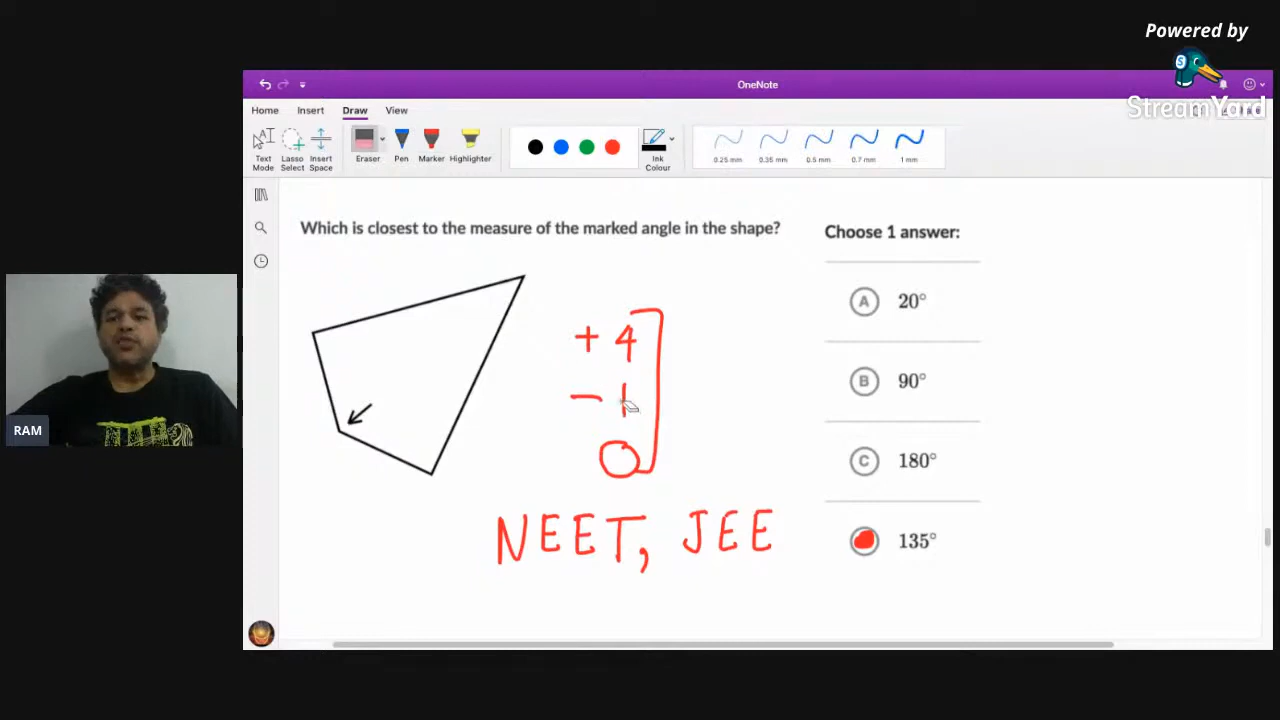 Powered by
S
StreamYard
OneNote
Home Insert Draw View
Text Mode
Lasso Select
Insert Space
Eraser
Pen
Marker
Highlighter
Ink Colour
0.25 mm
0.35 mm
0.5 mm
0.7 mm
1 mm
Which is closest to the measure of the marked angle in the shape?
Choose 1 answer:
A 20°
B 90°
C 180°
135°
+ 4
- 1
0
NEET, JEE
RAM